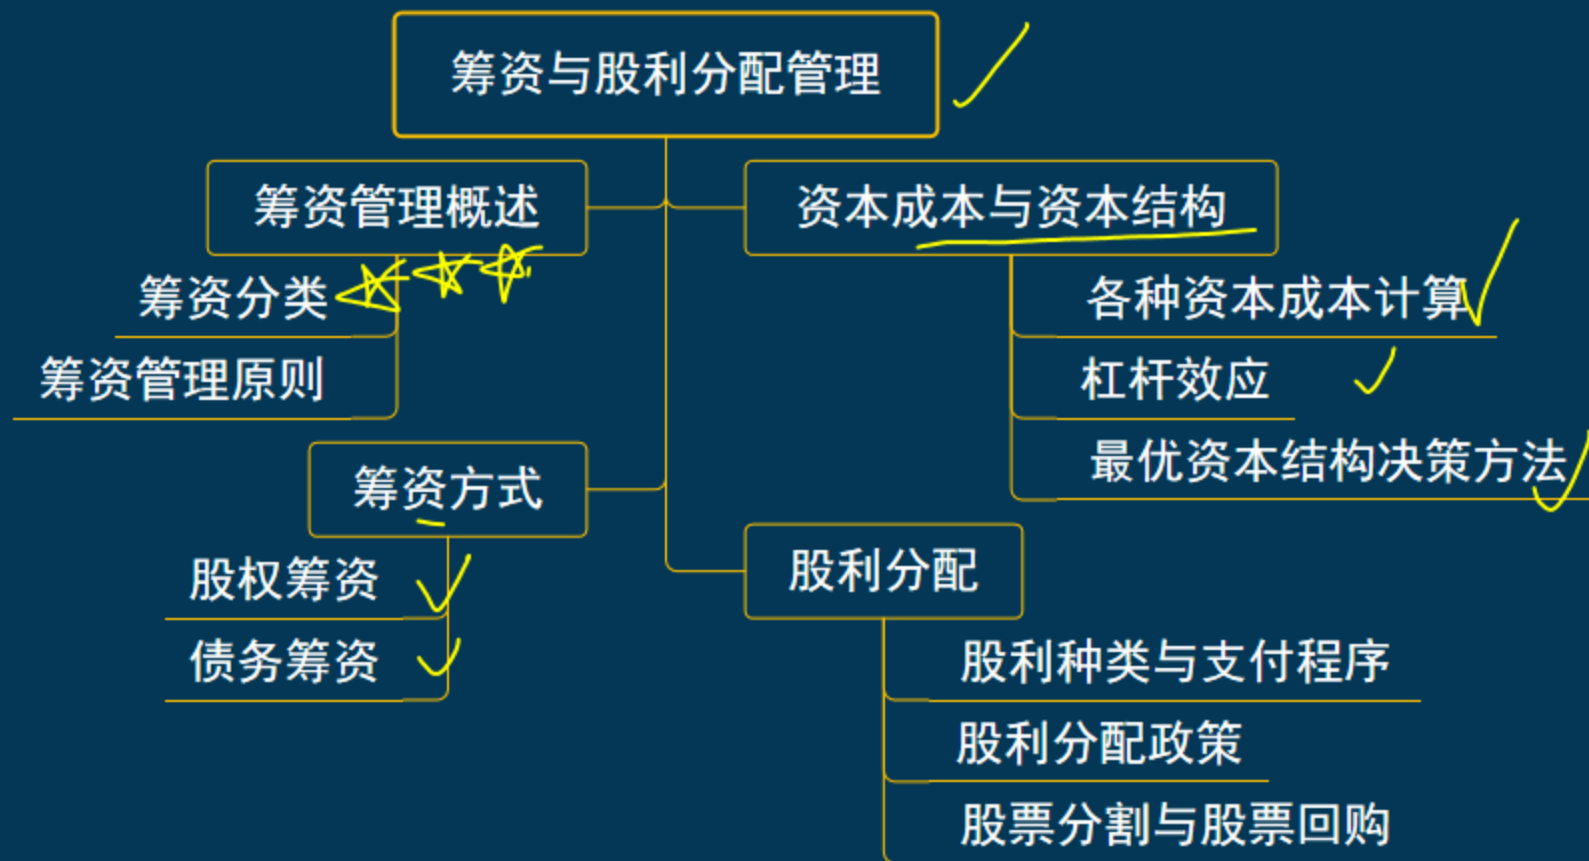 筹资与股利分配管理
筹资管理概述
筹资分类
筹资管理原则
筹资方式
股权筹资
债务筹资
资本成本与资本结构
各种资本成本计算
杠杆效应
最优资本结构决策方法
股利分配
股利种类与支付程序
股利分配政策
股票分割与股票回购